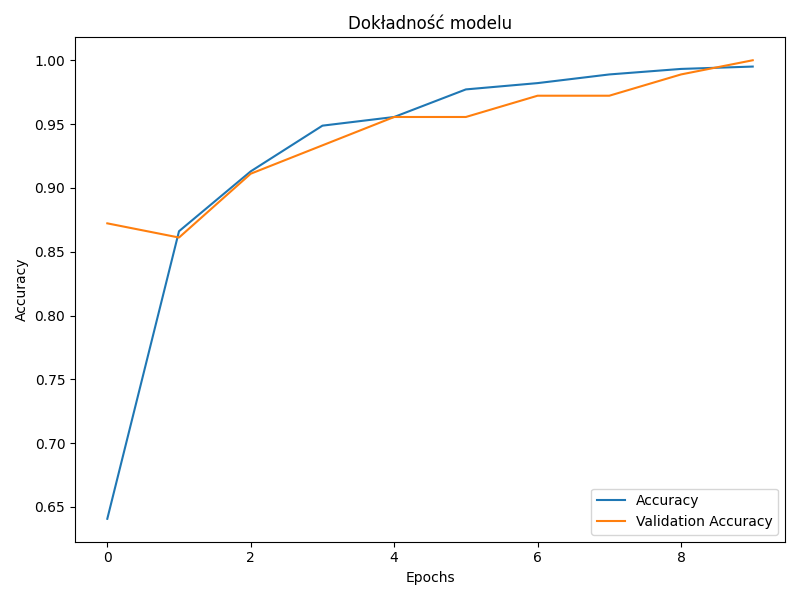 Dokładność modelu
1.00
0.95
0.90
0.85
0.80
0.75
0.70
0.65
Accuracy
0 2 4 6 8
Epochs
Accuracy
Validation Accuracy